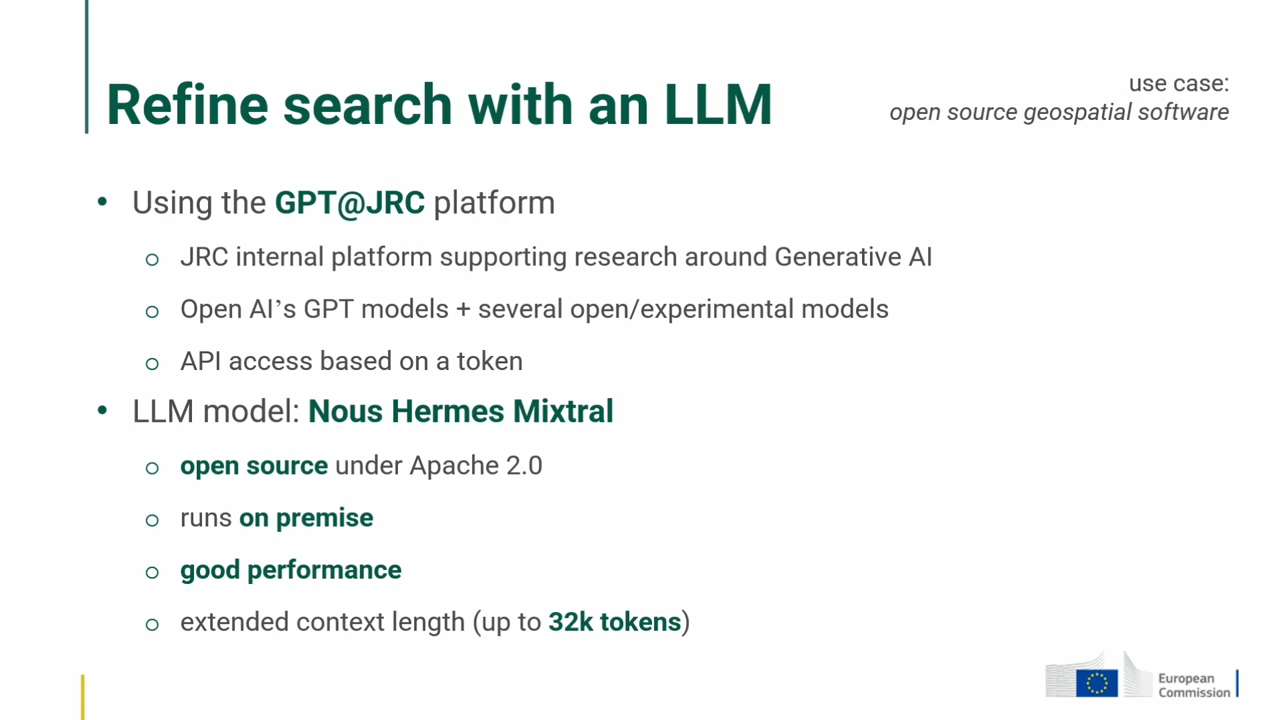 Refine search with an LLM
use case:
open source geospatial software
• Using the GPT@JRC platform
o JRC internal platform supporting research around Generative AI
o Open AI’s GPT models + several open/experimental models
o API access based on a token
• LLM model: Nous Hermes Mixtral
o open source under Apache 2.0
o runs on premise
o good performance
o extended context length (up to 32k tokens)
European
Commission